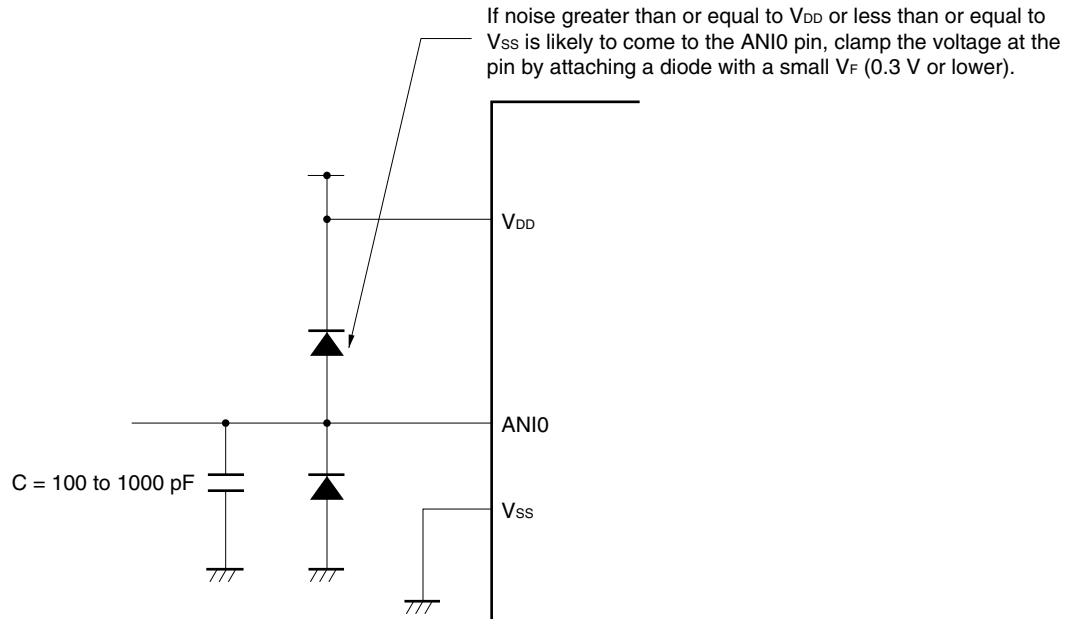 If noise greater than or equal to VDD or less than or equal to
VSS is likely to come to the ANI0 pin, clamp the voltage at the
pin by attaching a diode with a small VF (0.3 V or lower).
VDD
ANI0
C = 100 to 1000 pF
VSS